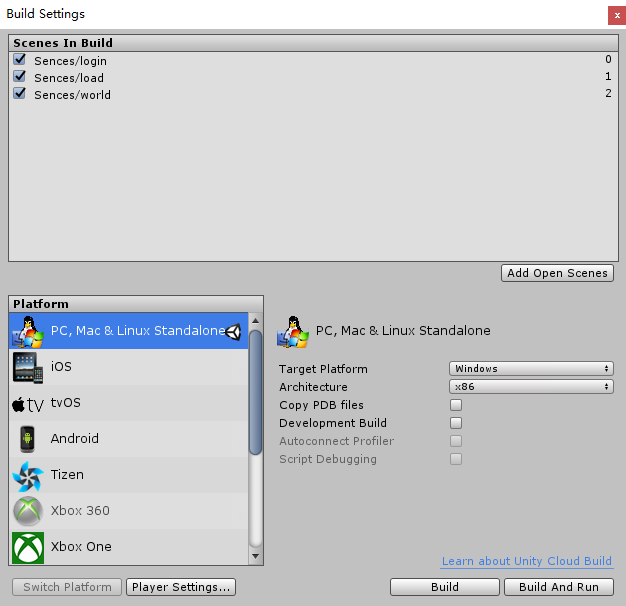 Build Settings
x
Scenes In Build
Sences/login 0
Sences/load 1
Sences/world 2
Add Open Scenes
Platform
PC, Mac & Linux Standalone
iOS
tv tvOS
Android
Tizen
Xbox 360
Xbox One
PC, Mac & Linux Standalone
Target Platform Windows
Architecture x86
Copy PDB files
Development Build
Autoconnect Profiler
Script Debugging
Learn about Unity Cloud Build
Switch Platform Player Settings... Build Build And Run